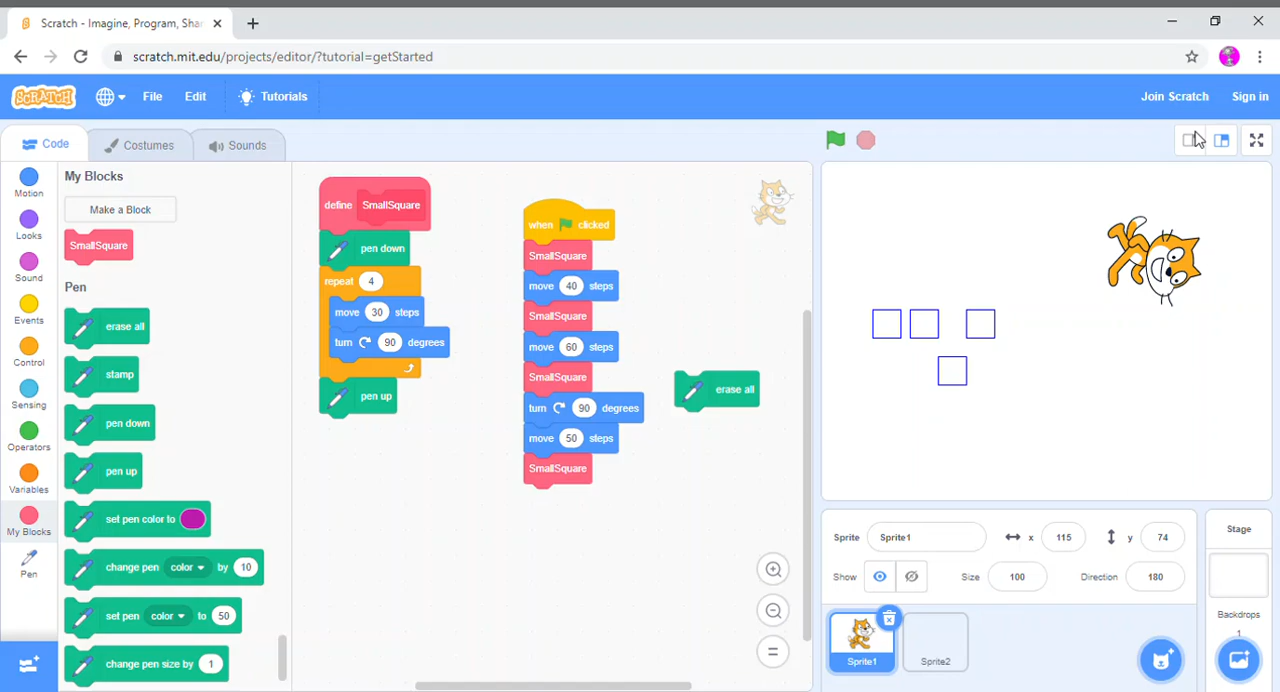 Scratch - Imagine, Program, Sha
scratch.mit.edu/projects/editor/?tutorial=getStarted
SCRATCH File Edit Tutorials Join Scratch Sign in
Code Costumes Sounds
Motion
Looks
Sound
Events
Control
Sensing
Operators
Variables
My Blocks
Pen
My Blocks
Make a Block
SmallSquare
Pen
erase all
stamp
pen down
pen up
set pen color to
change pen color by 10
set pen color to 50
change pen size by 1
define SmallSquare
pen down
repeat 4
move 30 steps
turn 90 degrees
pen up
when clicked
SmallSquare
move 40 steps
SmallSquare
move 60 steps
SmallSquare
turn 90 degrees
move 50 steps
SmallSquare
erase all
Sprite Sprite1 x 115 y 74
Show Size 100 Direction 180
Sprite1
Sprite2
Stage
Backdrops
1